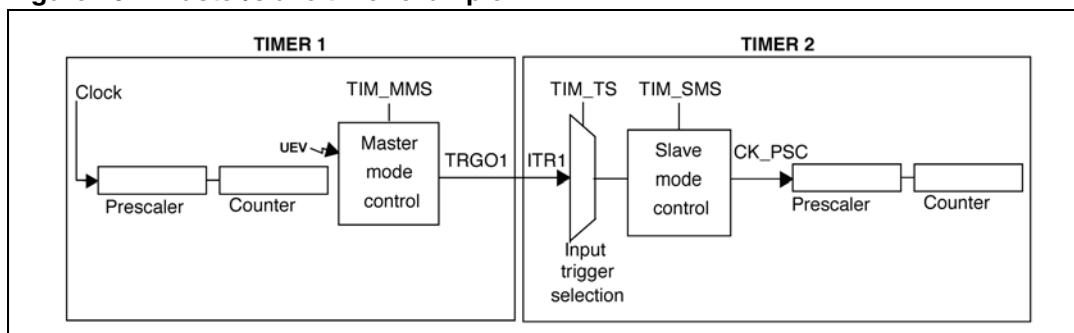 TIMER 1
TIMER 2
Clock
TIM_MMS
UEV
Master
mode
control
Prescaler
Counter
TRGO1
ITR1
TIM_TS
TIM_SMS
Input
trigger
selection
Slave
mode
control
CK_PSC
Prescaler
Counter